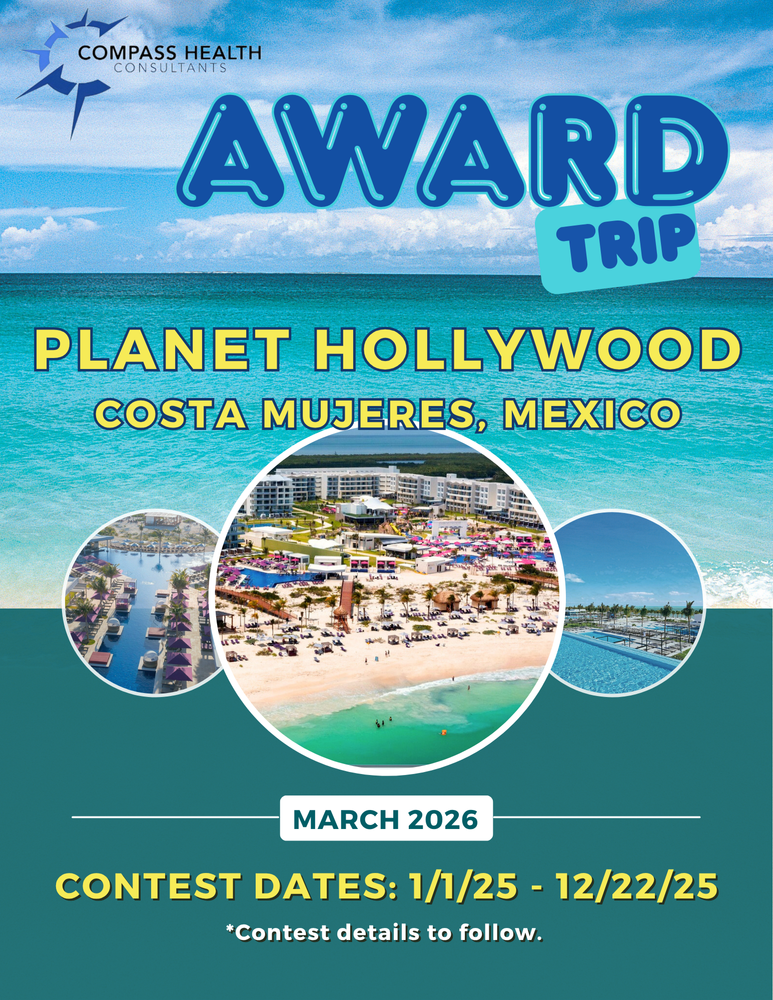 COMPASS HEALTH
CONSULTANTS
AWARD
TRIP
PLANET HOLLYWOOD
COSTA MUJERES, MEXICO
MARCH 2026
CONTEST DATES: 1/1/25 - 12/22/25
*Contest details to follow.